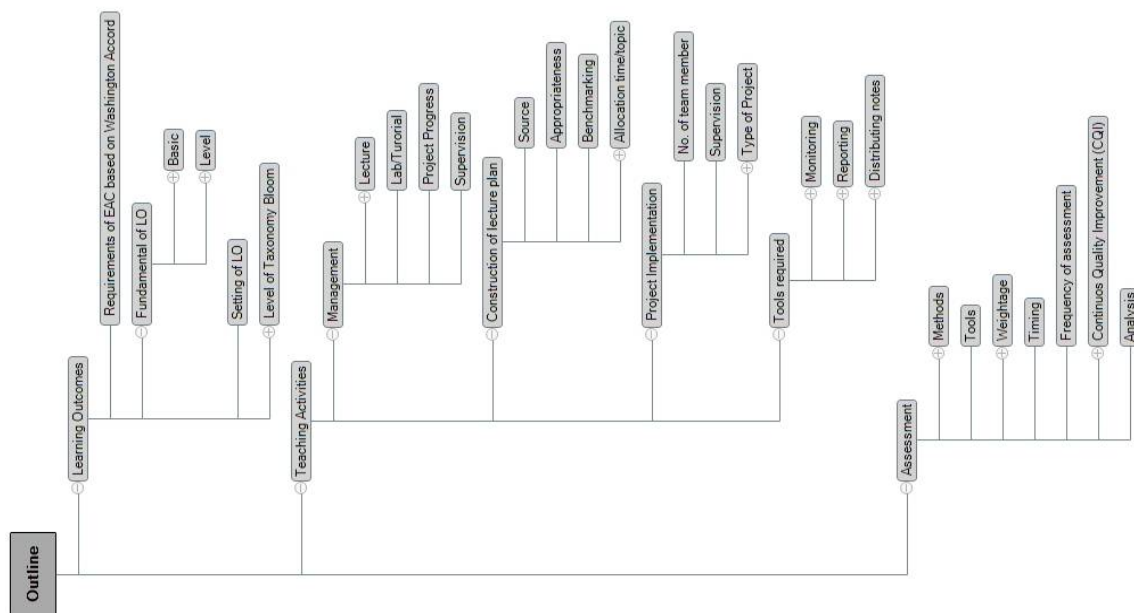 Outline
Learning Outcomes
Requirements of EAC based on Washington Accord
Fundamental of LO
Basic
Level
Setting of LO
Level of Taxonomy Bloom
Teaching Activities
Management
Lecture
Lab/Turorial
Project Progress
Supervision
Construction of lecture plan
Source
Appropriateness
Benchmarking
Allocation time/topic
Project Implementation
No. of team member
Supervision
Type of Project
Tools required
Monitoring
Reporting
Distributing notes
Assessment
Methods
Tools
Weightage
Timing
Frequency of assessment
Continuos Quality Improvement (CQI)
Analysis